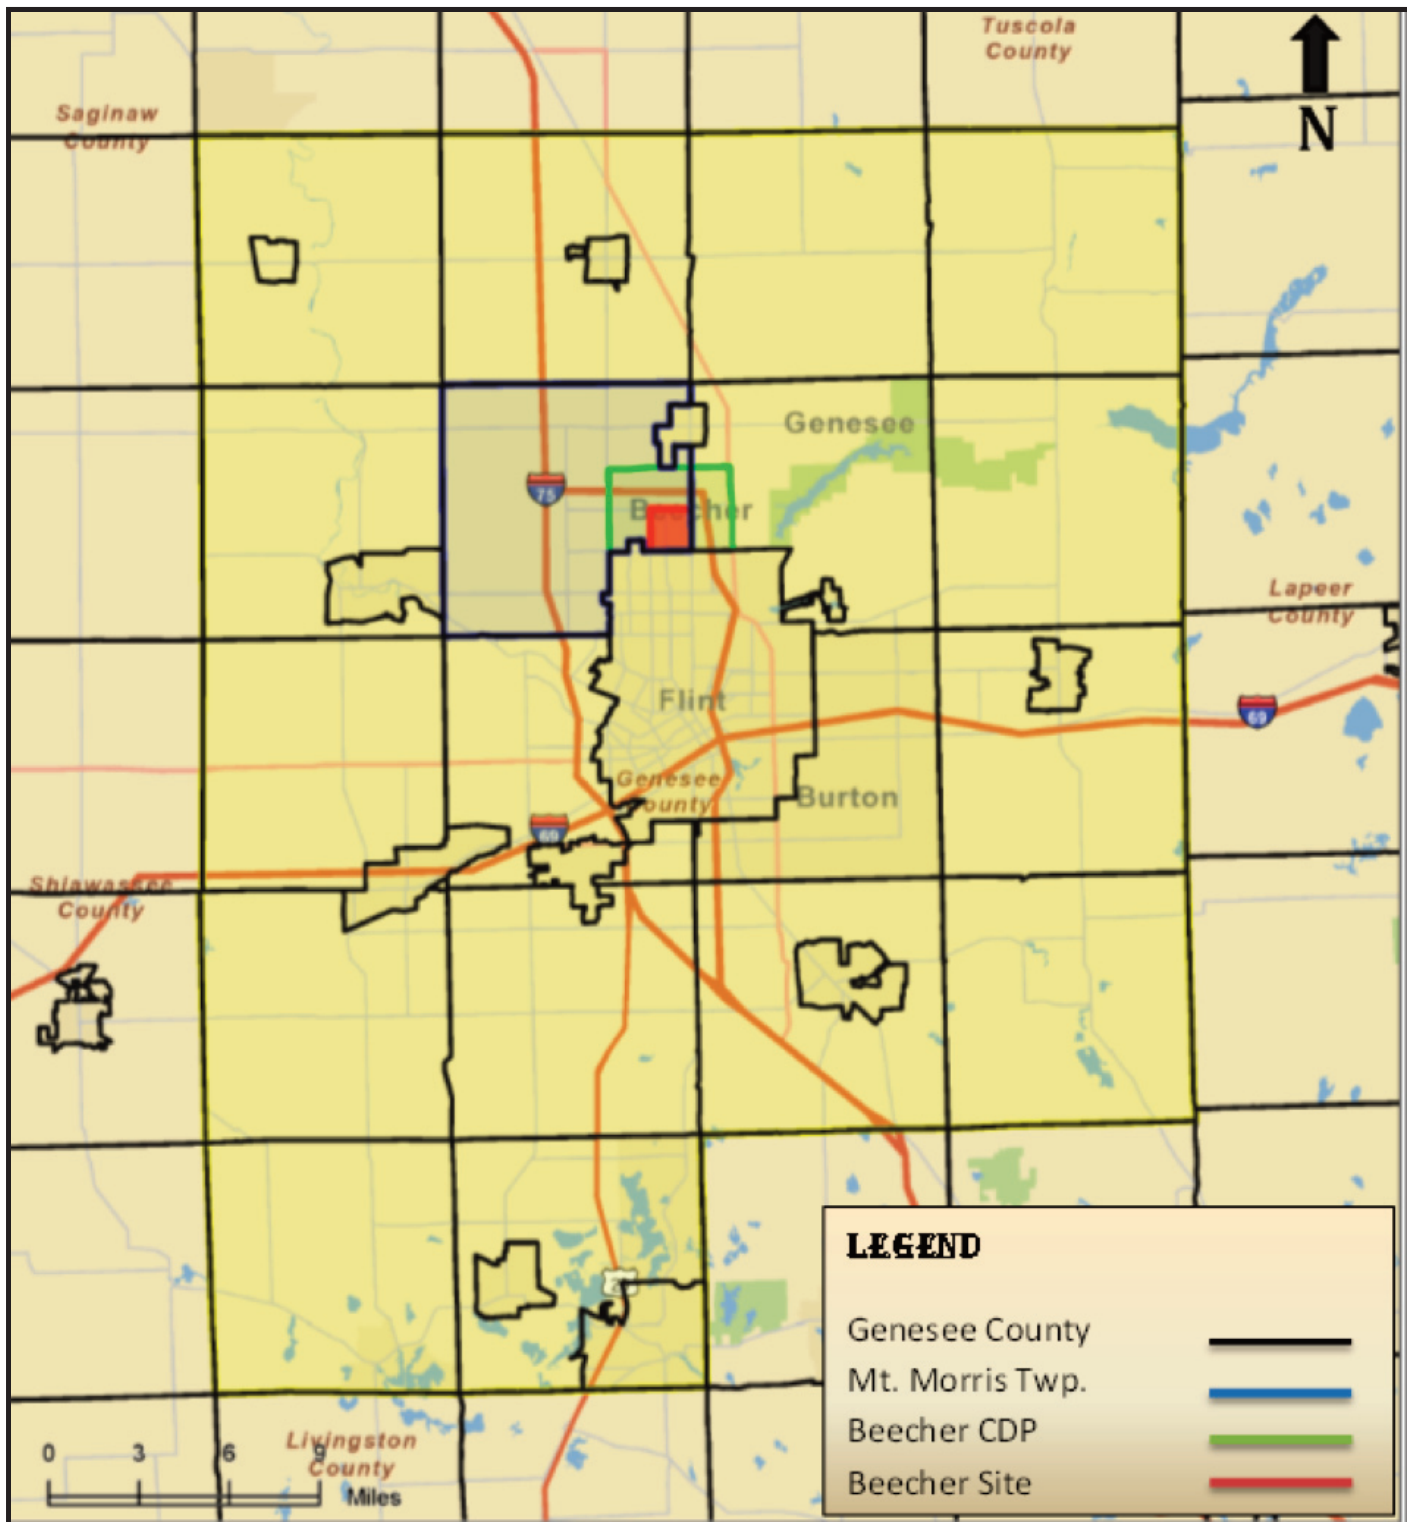 Tuscola
County
N
Saginaw
County
Genesee
75
Beecher
Lapeer
County
Flint
69
Genesee
County
Burton
69
Shiawassee
County
LEGEND
Genesee County
Mt. Morris Twp.
Beecher CDP
Beecher Site
Livingston
County
0 3 6 9
Miles